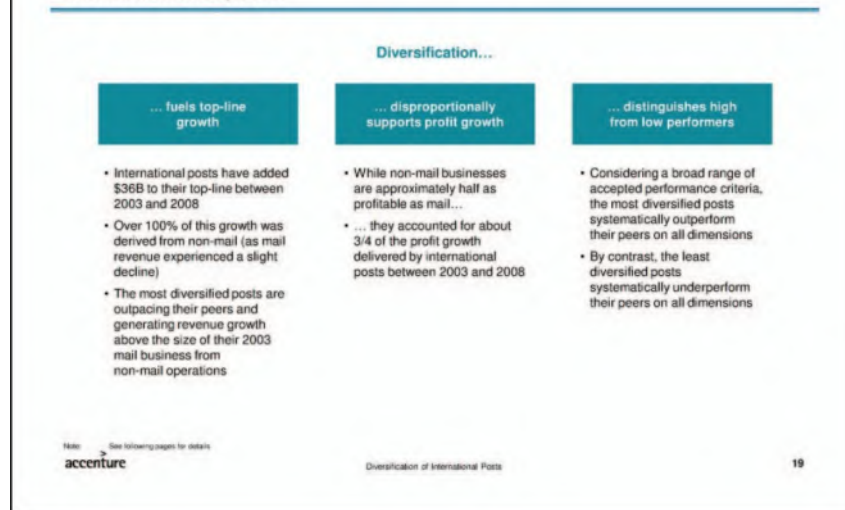 Diversification...
... fuels top-line
growth
• International posts have added
$36B to their top-line between
2003 and 2008
• Over 100% of this growth was
derived from non-mail (as mail
revenue experienced a slight
decline)
• The most diversified posts are
outpacing their peers and
generating revenue growth
above the size of their 2003
mail business from
non-mail operations
... disproportionally
supports profit growth
• While non-mail businesses
are approximately half as
profitable as mail...
• ... they accounted for about
3/4 of the profit growth
delivered by international
posts between 2003 and 2008
... distinguishes high
from low performers
• Considering a broad range of
accepted performance criteria,
the most diversified posts
systematically outperform
their peers on all dimensions
• By contrast, the least
diversified posts
systematically underperform
their peers on all dimensions
Note: See following pages for details
>
accenture
Diversification of International Posts
19